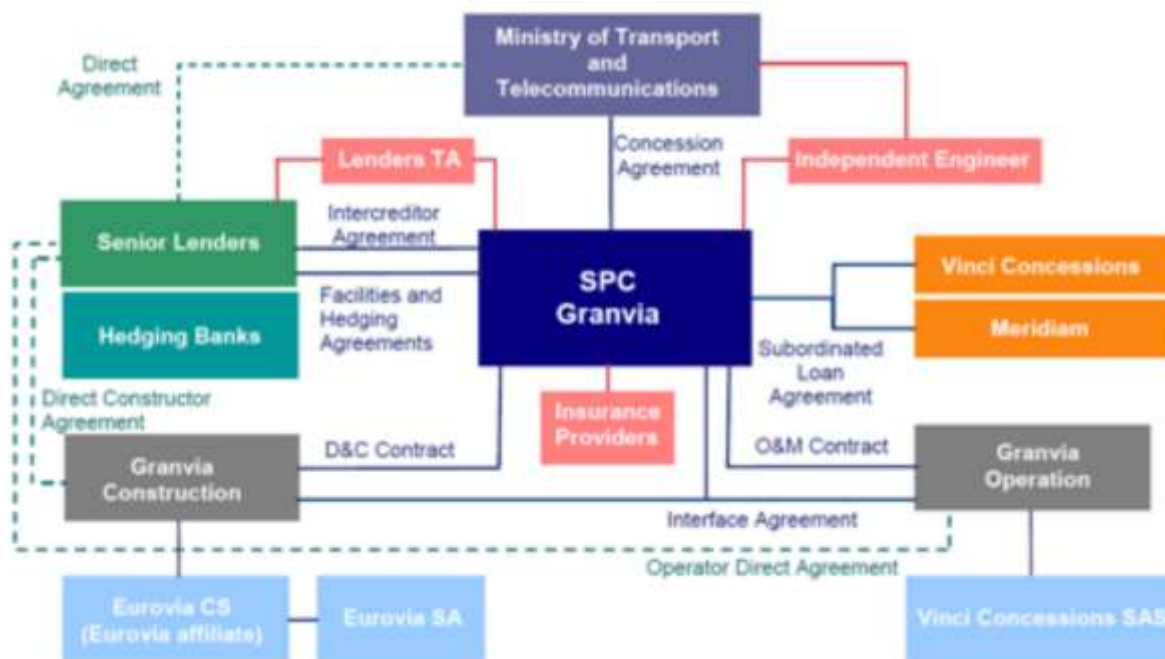 Ministry of Transport
and
Telecommunications
Direct
Agreement
Concession
Agreement
Lenders TA
Independent Engineer
Senior Lenders
Intercreditor
Agreement
SPC
Granvia
Vinci Concessions
Hedging Banks
Facilities and
Hedging
Agreements
Meridiam
Subordinated
Loan
Agreement
Direct Constructor
Agreement
Insurance
Providers
D&C Contract
O&M Contract
Granvia
Construction
Granvia
Operation
Interface Agreement
Operator Direct Agreement
Eurovia CS
(Eurovia affiliate)
Eurovia SA
Vinci Concessions SAS